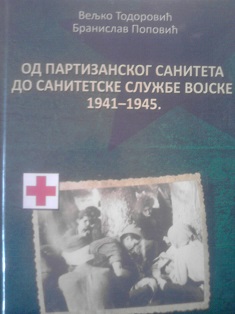 Вељко Тодоровић
Бранислав Поповић
ОД ПАРТИЗАНСКОГ САНИТЕТА
ДО САНИТЕТСКЕ СЛУЖБЕ ВОЈСКЕ
1941–1945.